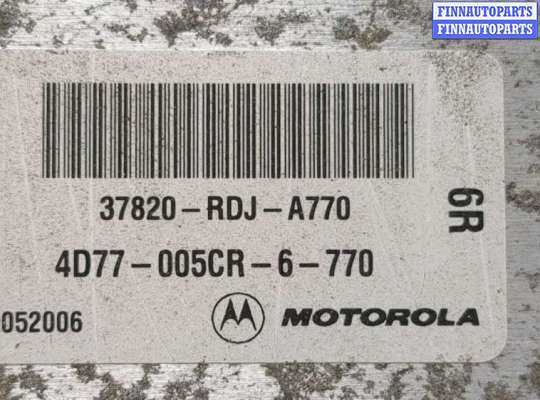 FINNAUTOPARTS
FINNAUTOPARTS
37820-RDJ-A770
6R
4D77-005CR-6-770
052006
MOTOROLA